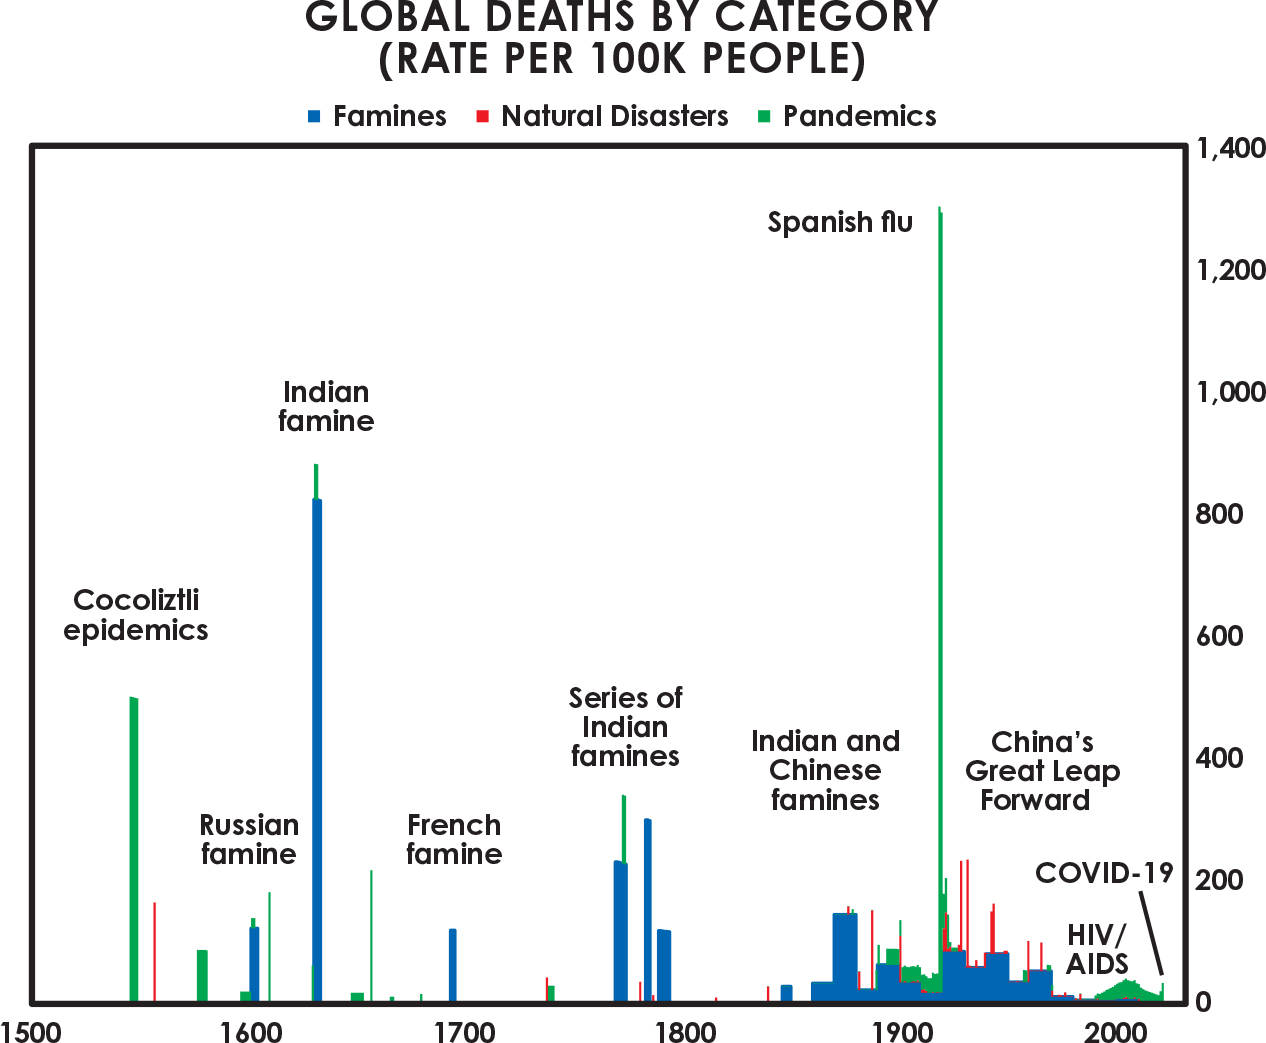 GLOBAL DEATHS BY CATEGORY
(RATE PER 100K PEOPLE)
Famines Natural Disasters Pandemics
1,400
Spanish flu
1,200
Indian
famine
1,000
800
Cocoliztli
epidemics
600
Series of
Indian
famines
Indian and
Chinese
famines
China's
Great Leap
Forward
400
Russian
famine
French
famine
COVID-19
200
HIV/
AIDS
0
1500 1600 1700 1800 1900 2000